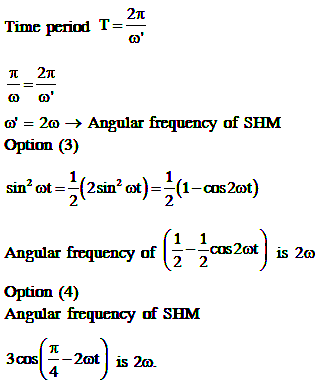 Time period T = 2π/ω'
π/ω = 2π/ω'
ω' = 2ω → Angular frequency of SHM
Option (3)
sin² ωt = 1/2 (2sin² ωt) = 1/2 (1 − cos2ωt)
Angular frequency of (1/2 − 1/2 cos2ωt) is 2ω
Option (4)
Angular frequency of SHM
3cos(π/4 − 2ωt) is 2ω.